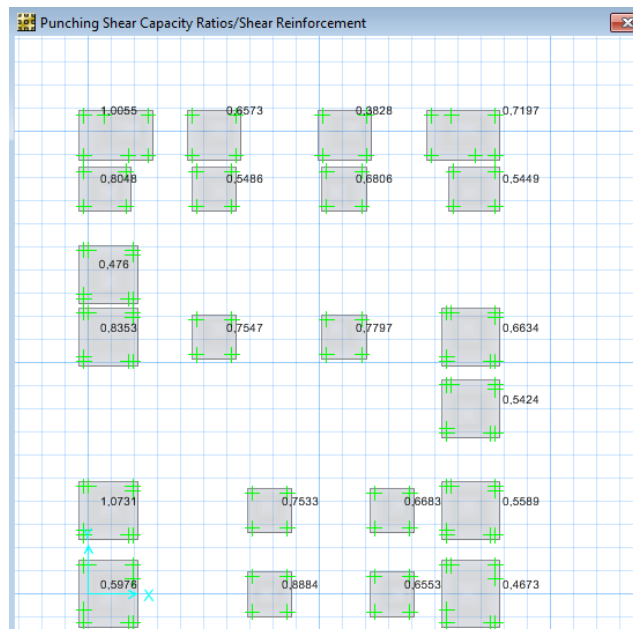 Punching Shear Capacity Ratios/Shear Reinforcement
1,0055 0,6573 0,3828 0,7197
0,8048 0,5486 0,6806 0,5449
0,476
0,8353 0,7547 0,7797 0,6634
0,5424
1,0731 0,7533 0,6683 0,5589
0,5976 0,6553 0,4673
X